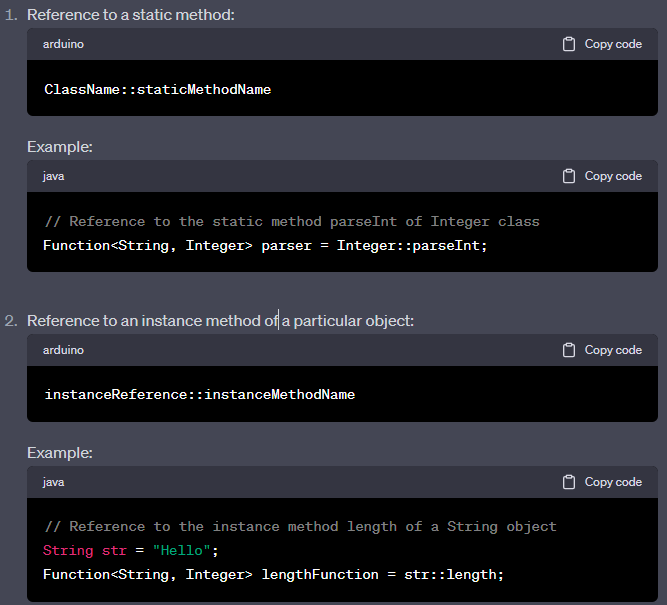 1. Reference to a static method:
arduino Copy code
ClassName::staticMethodName
Example:
java Copy code
// Reference to the static method parseInt of Integer class
Function<String, Integer> parser = Integer::parseInt;
2. Reference to an instance method of a particular object:
arduino Copy code
instanceReference::instanceMethodName
Example:
java Copy code
// Reference to the instance method length of a String object
String str = "Hello";
Function<String, Integer> lengthFunction = str::length;